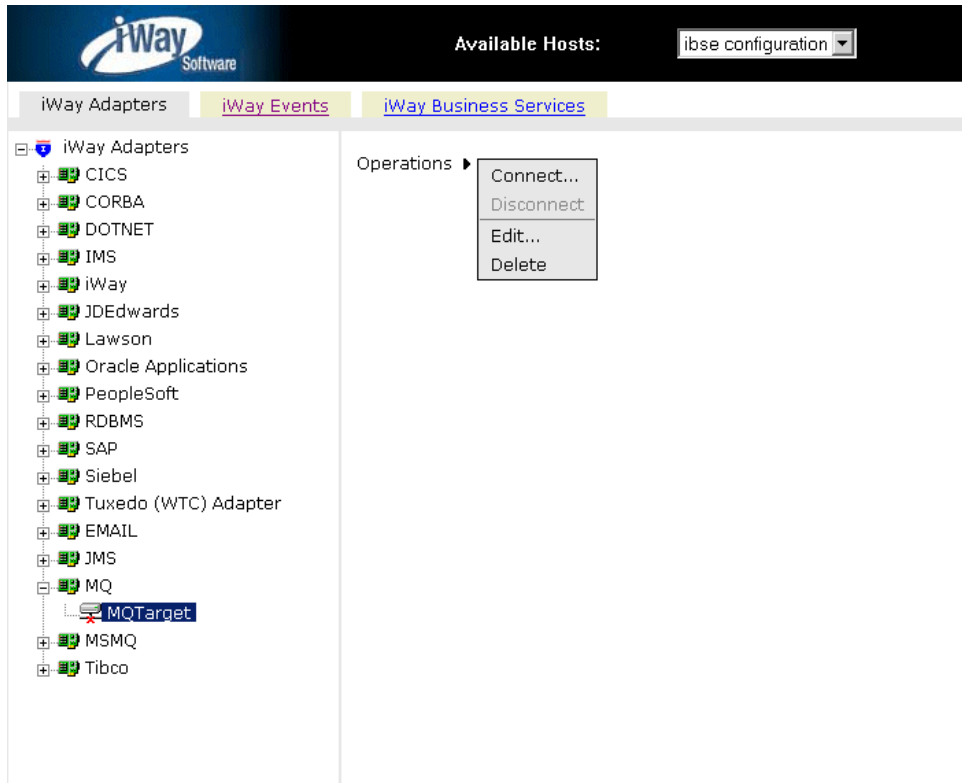 iWay
Software
Available Hosts: ibse configuration
iWay Adapters iWay Events iWay Business Services
iWay Adapters
CICS
CORBA
DOTNET
IMS
iWay
JDEdwards
Lawson
Oracle Applications
PeopleSoft
RDBMS
SAP
Siebel
Tuxedo (WTC) Adapter
EMAIL
JMS
MQ
MQTarget
MSMQ
Tibco
Operations
Connect...
Disconnect
Edit...
Delete